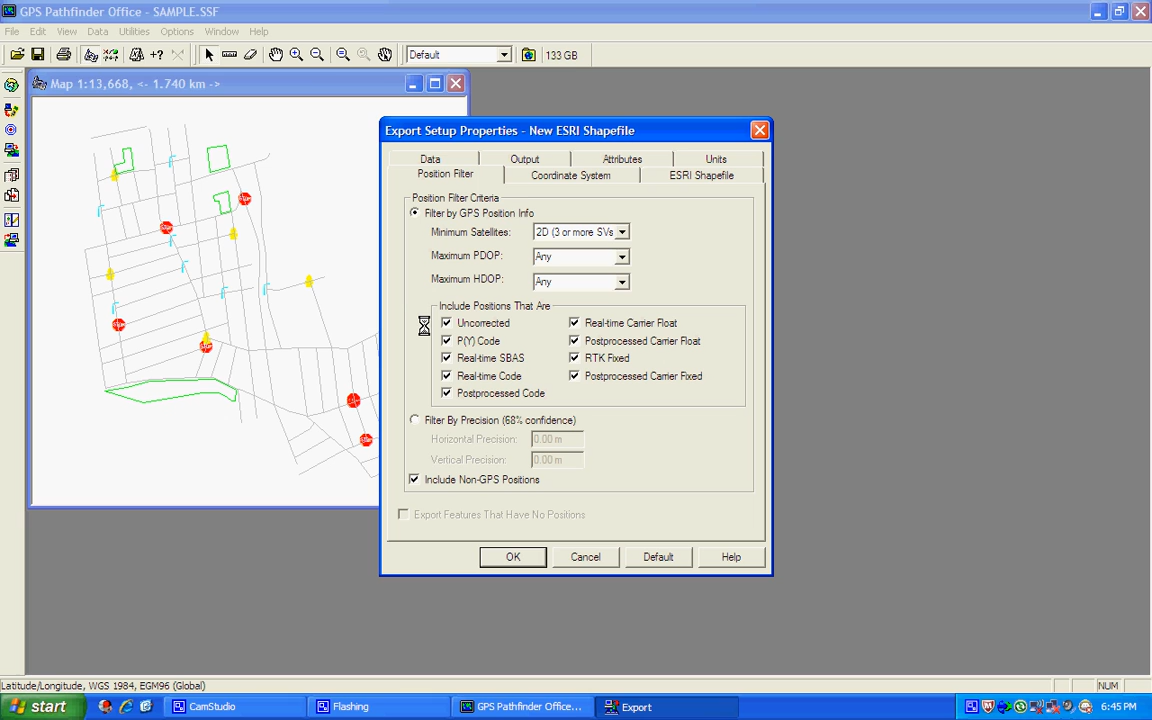 GPS Pathfinder Office - SAMPLE.SSF
File Edit View Data Utilities Options Window Help
Default 133 GB
Map 1:13,668, <- 1.740 km ->
Export Setup Properties - New ESRI Shapefile
Data Output Attributes Units
Position Filter Coordinate System ESRI Shapefile
Position Filter Criteria
Filter by GPS Position Info
Minimum Satellites: 2D (3 or more SVs
Maximum PDOP: Any
Maximum HDOP: Any
Include Positions That Are
Uncorrected Real-time Carrier Float
P(Y) Code Postprocessed Carrier Float
Real-time SBAS RTK Fixed
Real-time Code Postprocessed Carrier Fixed
Postprocessed Code
Filter By Precision (68% confidence)
Horizontal Precision: 0.00 m
Vertical Precision: 0.00 m
Include Non-GPS Positions
Export Features That Have No Positions
OK Cancel Default Help
Latitude/Longitude, WGS 1984, EGM96 (Global) NUM
start CamStudio Flashing GPS Pathfinder Office... Export 6:45 PM